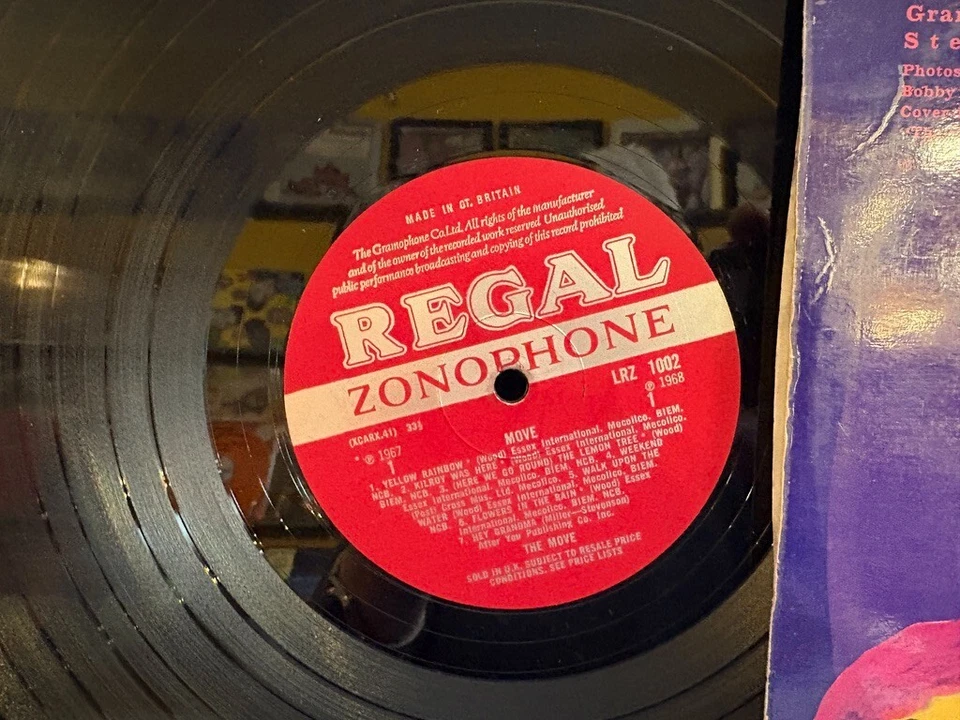 MADE IN GT. BRITAIN
The Gramophone Co.Ltd. All rights of the manufacturer
and of the owner of the recorded work reserved. Unauthorised
public performance broadcasting and copying of this record prohibited
REGAL
ZONOPHONE
LRZ 1002
℗ 1968
1
(XCARX.41) 33⅓
* ℗ 1967
1
MOVE
1. YELLOW RAINBOW * (Wood) Essex International, Mecolico, BIEM,
NCB. 2. KILROY WAS HERE * (Wood) Essex International, Mecolico,
BIEM, NCB. 3. (HERE WE GO ROUND) THE LEMON TREE * (Wood)
Essex International, Mecolico, BIEM, NCB. 4. WEEKEND
(Post) Cross Mus. Ltd. Mecolico. 5. WALK UPON THE
WATER (Wood) Essex International, Mecolico, BIEM,
NCB. 6. FLOWERS IN THE RAIN * (Wood) Essex
International, Mecolico, BIEM, NCB.
7. HEY GRANDMA (Miller—Stevenson)
After You Publishing Co. Inc.
THE MOVE
SOLD IN U.K. SUBJECT TO RESALE PRICE
CONDITIONS. SEE PRICE LISTS
Gra
Ste
Photos
Bobby
Cover